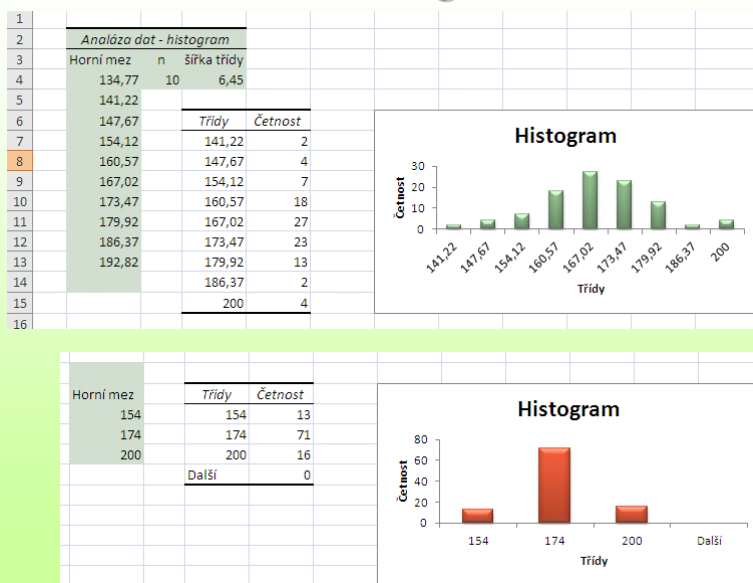 1
2 Analáza dat - histogram
3 Horní mez n šířka třídy
4 134,77 10 6,45
5 141,22
6 147,67 Třídy Četnost
7 154,12 141,22 2
8 160,57 147,67 4
9 167,02 154,12 7
10 173,47 160,57 18
11 179,92 167,02 27
12 186,37 173,47 23
13 192,82 179,92 13
14 186,37 2
15 200 4
16
Histogram
Četnost
30
20
10
0
141,22 147,67 154,12 160,57 167,02 173,47 179,92 186,37 200
Třídy
Horní mez Třídy Četnost
154 154 13
174 174 71
200 200 16
Další 0
Histogram
Četnost
80
60
40
20
0
154 174 200 Další
Třídy